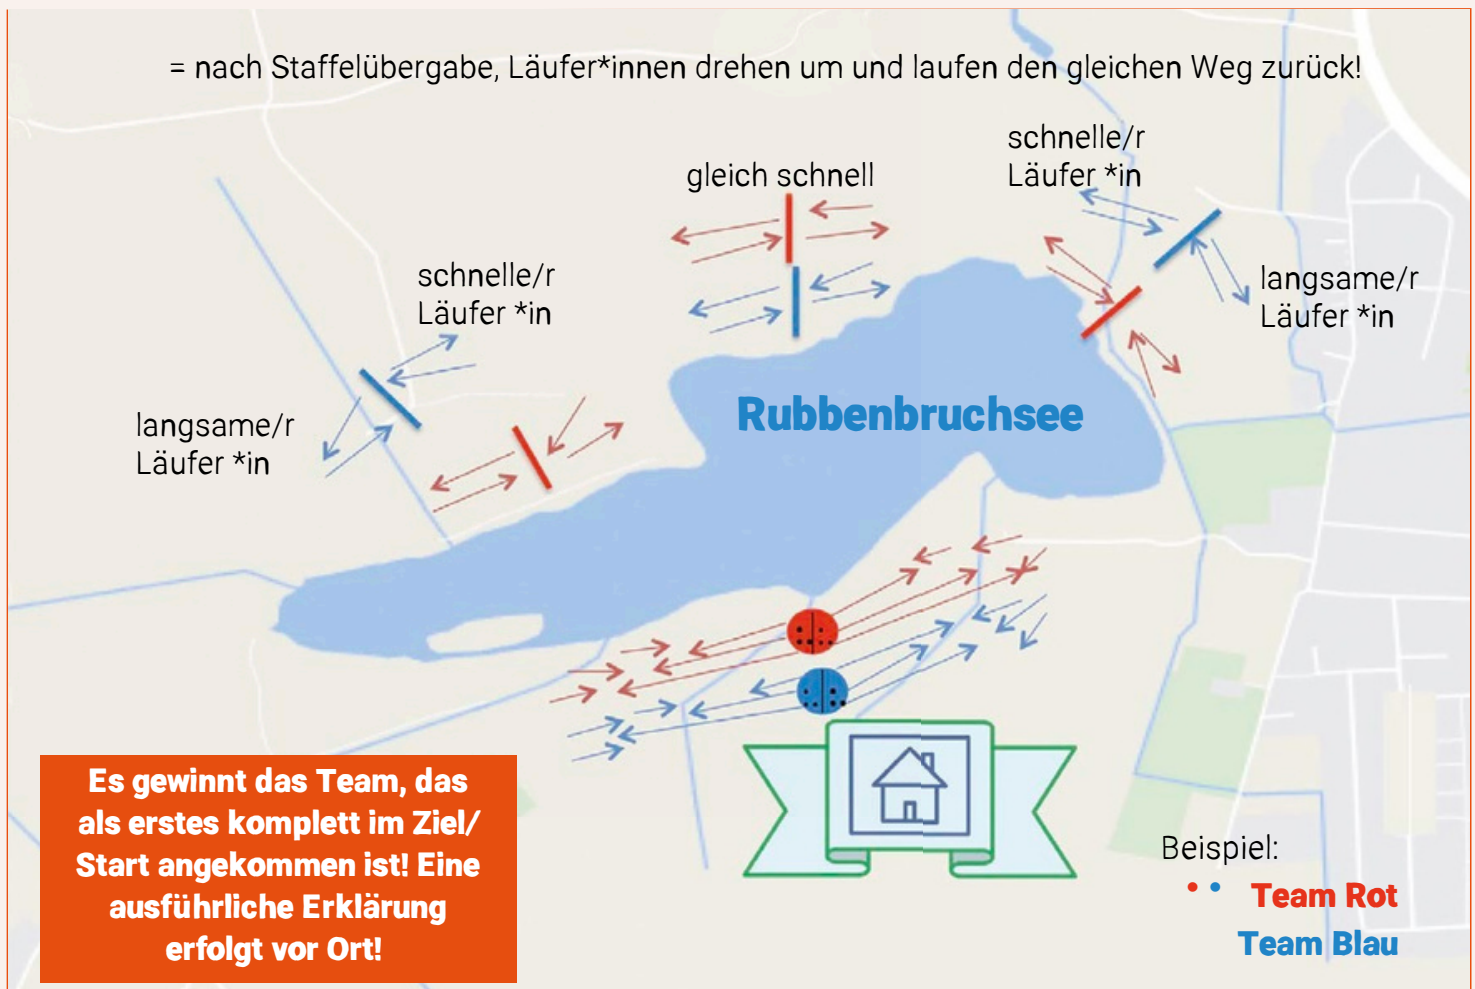 = nach Staffelübergabe, Läufer*innen drehen um und laufen den gleichen Weg zurück!
schnelle/r
Läufer *in
gleich schnell
langsame/r
Läufer *in
schnelle/r
Läufer *in
langsame/r
Läufer *in
Rubbenbruchsee
Es gewinnt das Team, das
als erstes komplett im Ziel/
Start angekommen ist! Eine
ausführliche Erklärung
erfolgt vor Ort!
Beispiel:
Team Rot
Team Blau